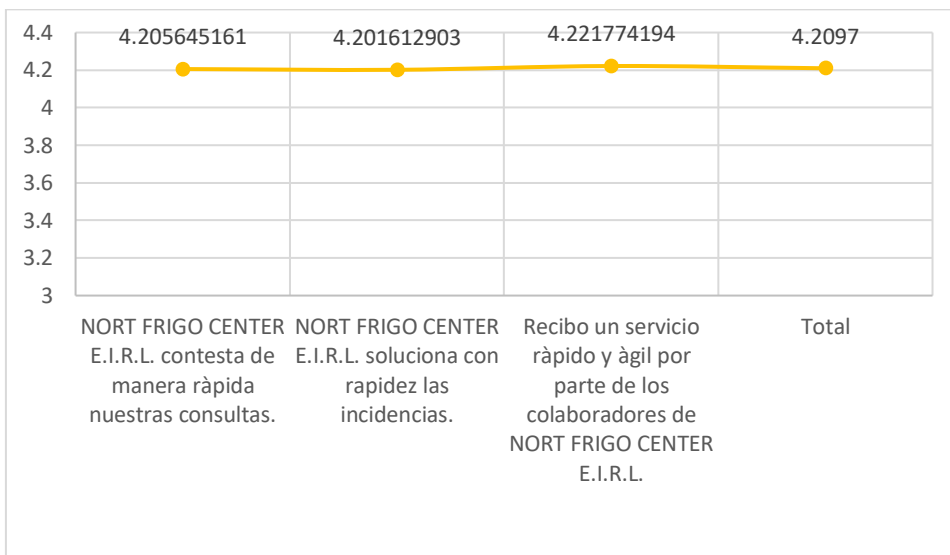 4.4
4.205645161
4.201612903
4.221774194
4.2097
4.2
4
3.8
3.6
3.4
3.2
3
NORT FRIGO CENTER
E.I.R.L. contesta de
manera ràpida
nuestras consultas.
NORT FRIGO CENTER
E.I.R.L. soluciona con
rapidez las
incidencias.
Recibo un servicio
ràpido y àgil por
parte de los
colaboradores de
NORT FRIGO CENTER
E.I.R.L.
Total